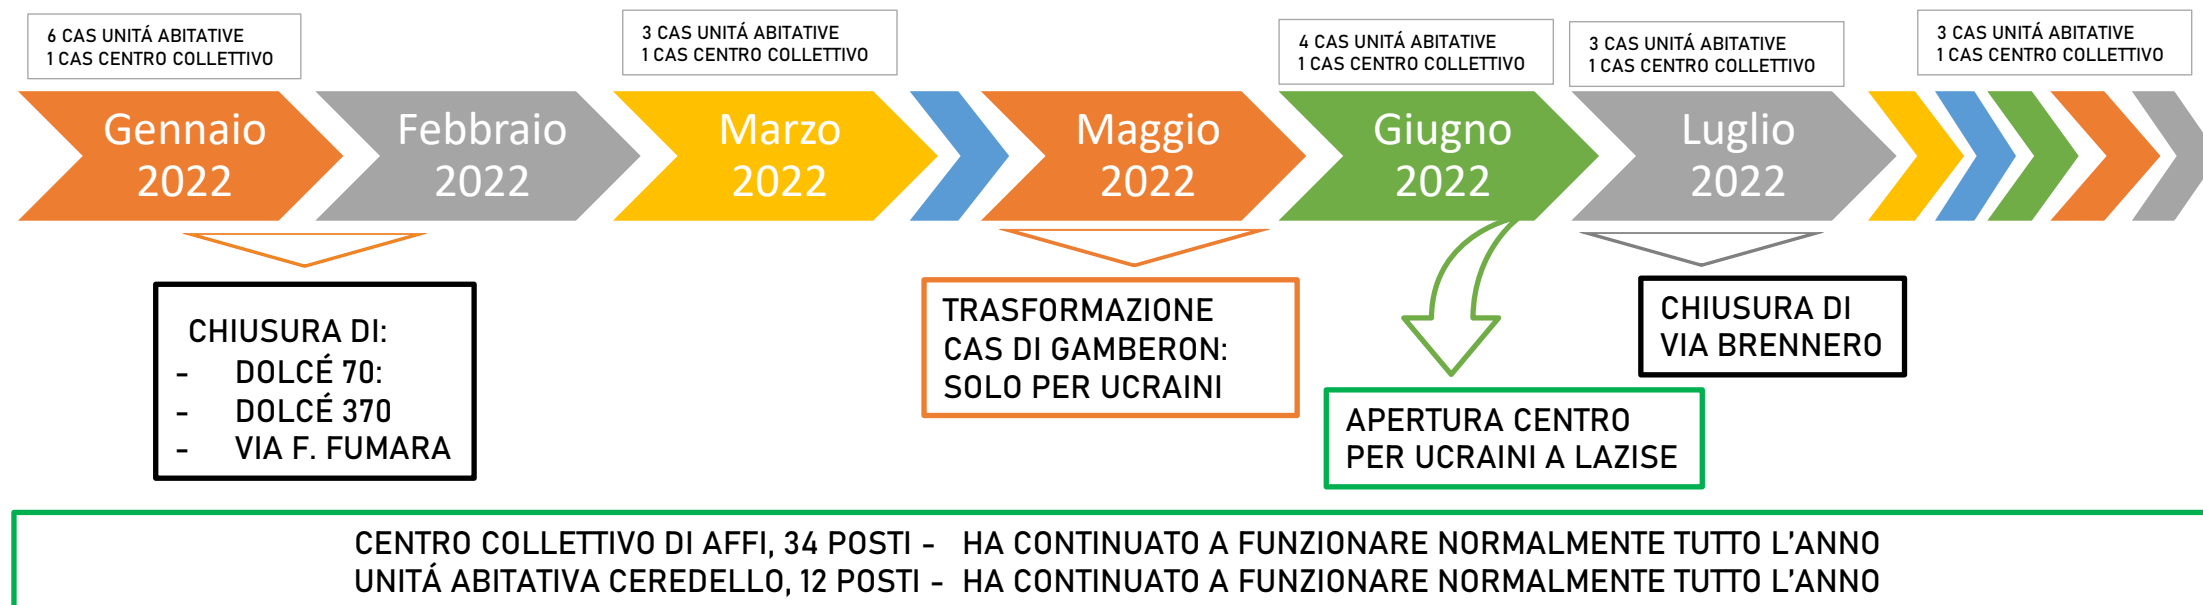 6 CAS UNITÁ ABITATIVE
1 CAS CENTRO COLLETTIVO
3 CAS UNITÁ ABITATIVE
1 CAS CENTRO COLLETTIVO
4 CAS UNITÁ ABITATIVE
1 CAS CENTRO COLLETTIVO
3 CAS UNITÁ ABITATIVE
1 CAS CENTRO COLLETTIVO
3 CAS UNITÁ ABITATIVE
1 CAS CENTRO COLLETTIVO
Gennaio
2022
Febbraio
2022
Marzo
2022
Maggio
2022
Giugno
2022
Luglio
2022
CHIUSURA DI:
- DOLCÉ 70:
- DOLCÉ 370
- VIA F. FUMARA
TRASFORMAZIONE
CAS DI GAMBERON:
SOLO PER UCRAINI
APERTURA CENTRO
PER UCRAINI A LAZISE
CHIUSURA DI
VIA BRENNERO
CENTRO COLLETTIVO DI AFFI, 34 POSTI - HA CONTINUATO A FUNZIONARE NORMALMENTE TUTTO L'ANNO
UNITÁ ABITATIVA CEREDELLO, 12 POSTI - HA CONTINUATO A FUNZIONARE NORMALMENTE TUTTO L'ANNO